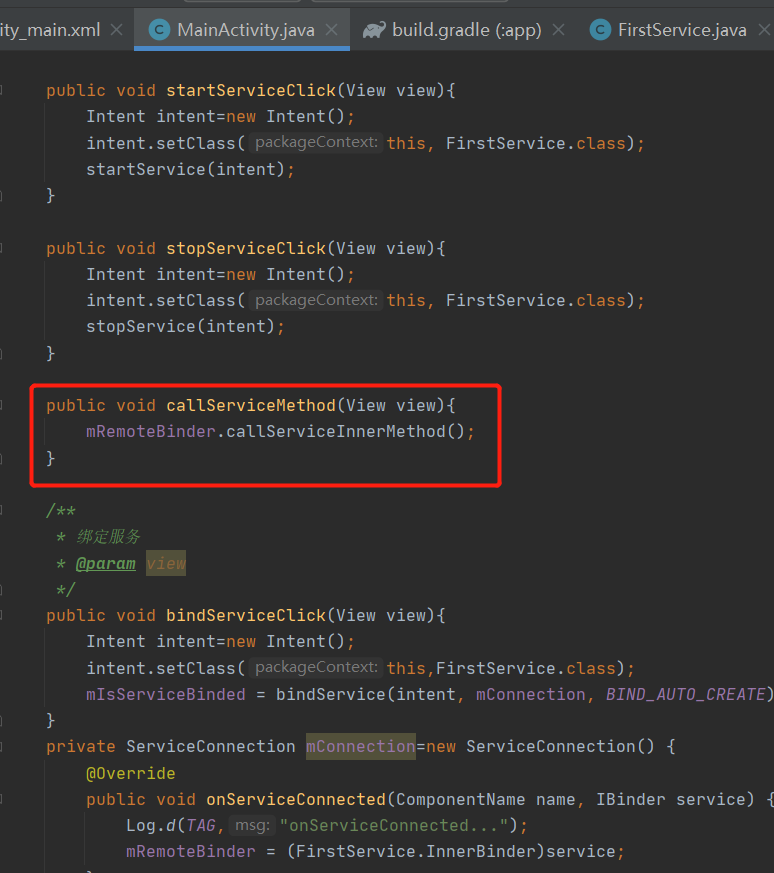 ity_main.xml MainActivity.java build.gradle (:app) FirstService.java
public void startServiceClick(View view){
Intent intent=new Intent();
intent.setClass( packageContext: this, FirstService.class);
startService(intent);
}
public void stopServiceClick(View view){
Intent intent=new Intent();
intent.setClass( packageContext: this, FirstService.class);
stopService(intent);
}
public void callServiceMethod(View view){
mRemoteBinder.callServiceInnerMethod();
}
/**
* 绑定服务
* @param view
*/
public void bindServiceClick(View view){
Intent intent=new Intent();
intent.setClass( packageContext: this,FirstService.class);
mIsServiceBinded = bindService(intent, mConnection, BIND_AUTO_CREATE)
}
private ServiceConnection mConnection=new ServiceConnection() {
@Override
public void onServiceConnected(ComponentName name, IBinder service) {
Log.d(TAG, msg: "onServiceConnected...");
mRemoteBinder = (FirstService.InnerBinder)service;